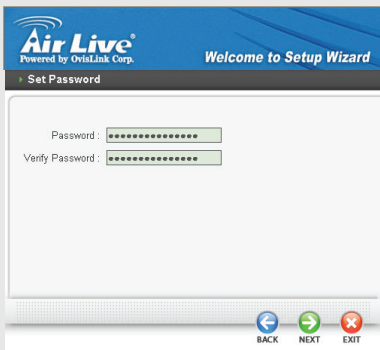 Air Live®
Powered by OvisLink Corp.
Welcome to Setup Wizard
Set Password
Password : •••••••••••••••
Verify Password : •••••••••••••••
BACK NEXT EXIT